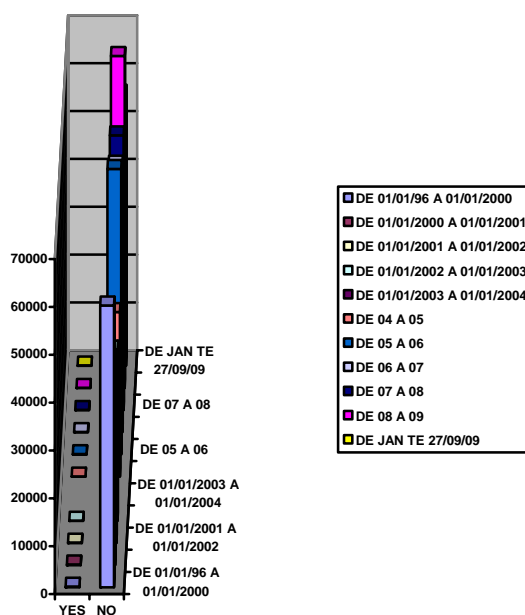 70000
60000
50000
40000
30000
20000
10000
0
YES NO
DE JAN TE
27/09/09
DE 07 A 08
DE 05 A 06
DE 01/01/2003 A
01/01/2004
DE 01/01/2001 A
01/01/2002
DE 01/01/96 A
01/01/2000
DE 01/01/96 A 01/01/2000
DE 01/01/2000 A 01/01/2001
DE 01/01/2001 A 01/01/2002
DE 01/01/2002 A 01/01/2003
DE 01/01/2003 A 01/01/2004
DE 04 A 05
DE 05 A 06
DE 06 A 07
DE 07 A 08
DE 08 A 09
DE JAN TE 27/09/09